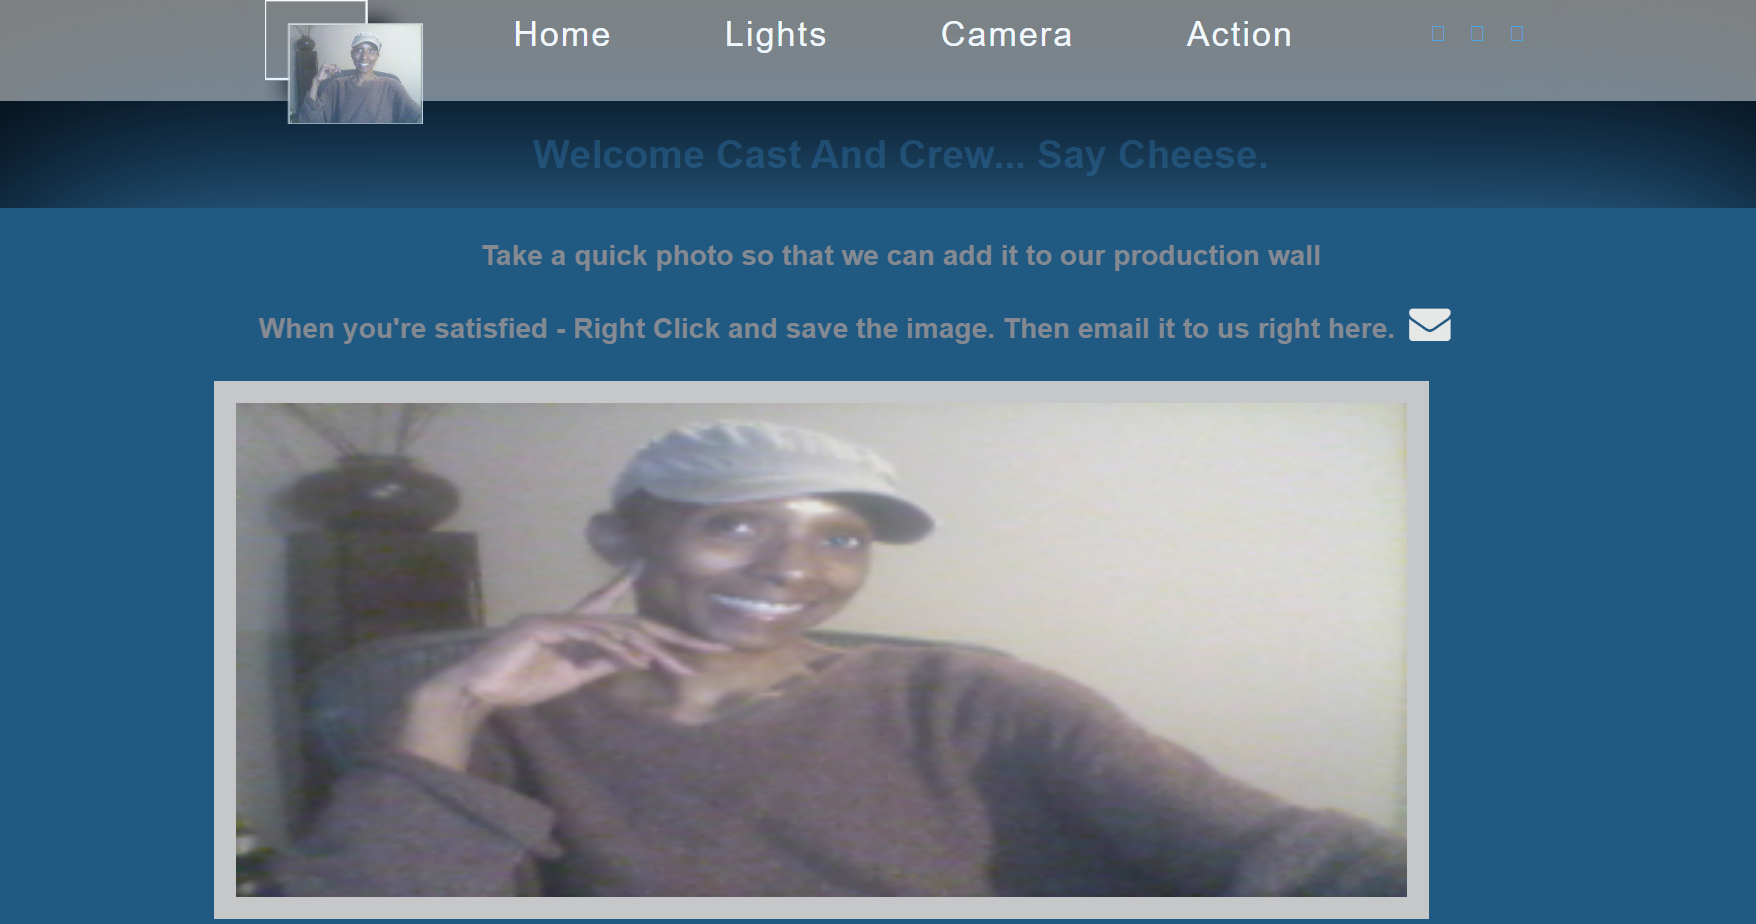 Home Lights Camera Action
Welcome Cast And Crew... Say Cheese.
Take a quick photo so that we can add it to our production wall
When you're satisfied - Right Click and save the image. Then email it to us right here.